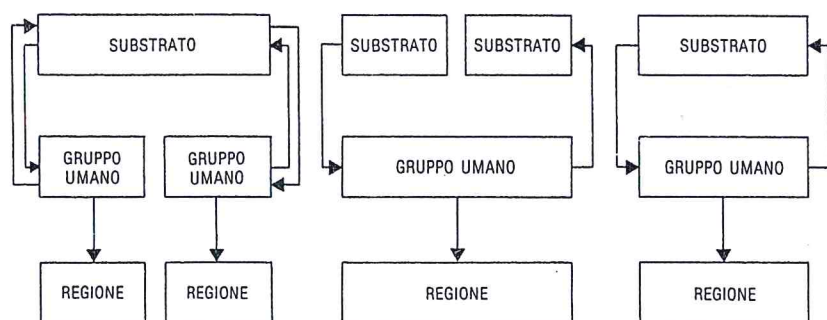 SUBSTRATO
GRUPPO
UMANO
GRUPPO
UMANO
REGIONE
REGIONE
SUBSTRATO
SUBSTRATO
GRUPPO UMANO
REGIONE
SUBSTRATO
GRUPPO UMANO
REGIONE